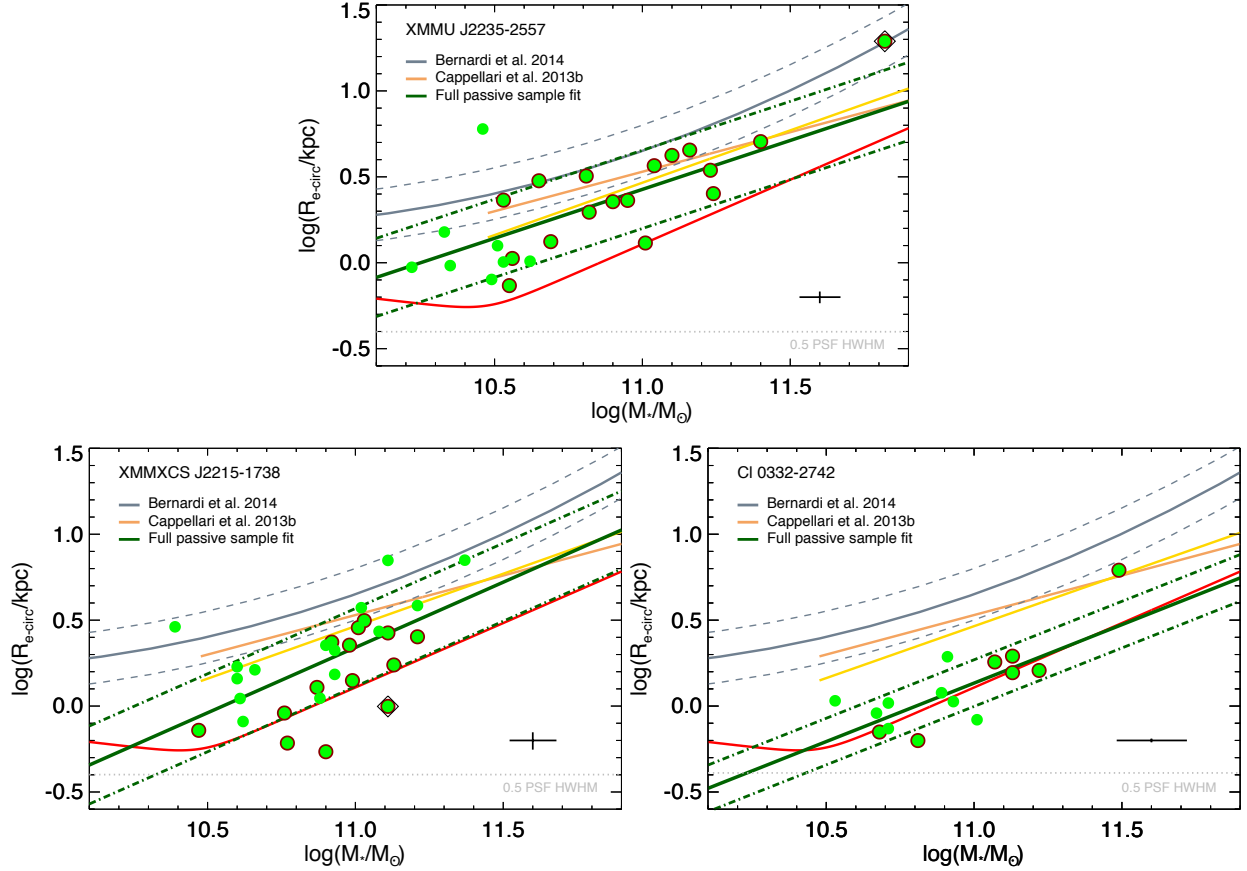 XMMU J2235-2557
Bernardi et al. 2014
Cappellari et al. 2013b
Full passive sample fit
1.5
1.0
0.5
0.0
-0.5
log(Re-circ/kpc)
0.5 PSF HWHM
10.5 11.0 11.5
log(M*/M⊙)
XMMXCS J2215-1738
Bernardi et al. 2014
Cappellari et al. 2013b
Full passive sample fit
1.5
1.0
0.5
0.0
-0.5
log(Re-circ/kpc)
0.5 PSF HWHM
10.5 11.0 11.5
log(M*/M⊙)
Cl 0332-2742
Bernardi et al. 2014
Cappellari et al. 2013b
Full passive sample fit
1.5
1.0
0.5
0.0
-0.5
log(Re-circ/kpc)
0.5 PSF HWHM
10.5 11.0 11.5
log(M*/M⊙)